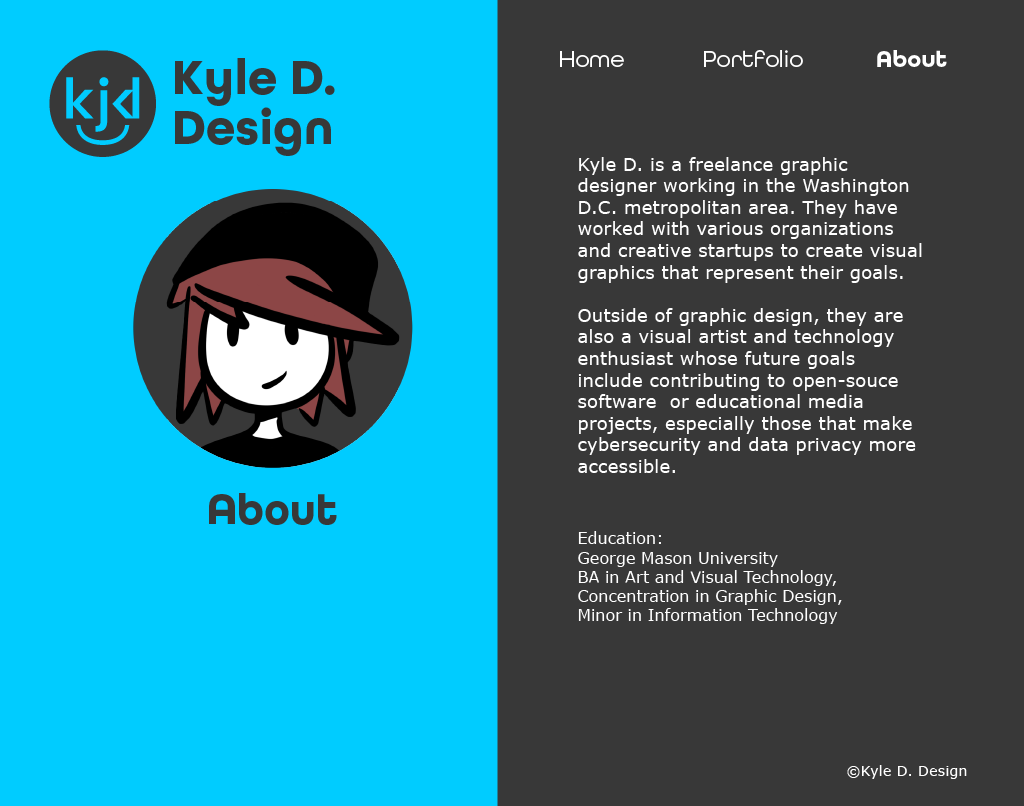 kjd
Kyle D.
Design
About
Home
Portfolio
About
Kyle D. is a freelance graphic
designer working in the Washington
D.C. metropolitan area. They have
worked with various organizations
and creative startups to create visual
graphics that represent their goals.
Outside of graphic design, they are
also a visual artist and technology
enthusiast whose future goals
include contributing to open-souce
software  or educational media
projects, especially those that make
cybersecurity and data privacy more
accessible.
Education:
George Mason University
BA in Art and Visual Technology,
Concentration in Graphic Design,
Minor in Information Technology
©Kyle D. Design